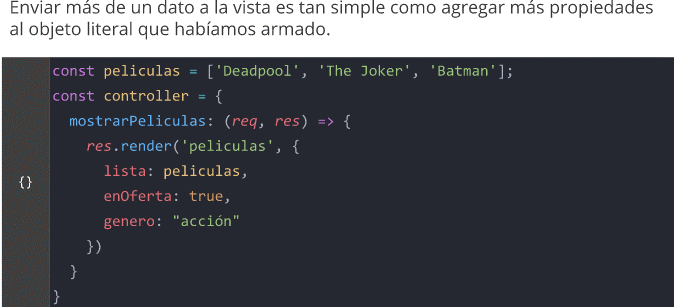 Enviar más de un dato a la vista es tan simple como agregar más propiedades
al objeto literal que habíamos armado.
const peliculas = ['Deadpool', 'The Joker', 'Batman'];
const controller = {
  mostrarPeliculas: (req, res) => {
    res.render('peliculas', {
      lista: peliculas,
{}
      enOferta: true,
      genero: "acción"
    })
  }
}